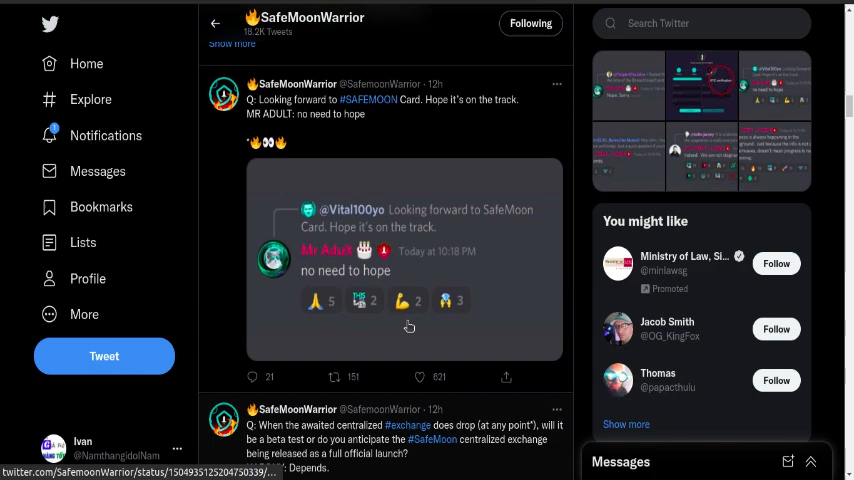 🔥SafeMoonWarrior
18.2K Tweets
Following
Search Twitter
Home
Explore
Notifications
1
Messages
Bookmarks
Lists
Profile
More
Tweet
Ivan
@NamthangidolNam
Show more
🔥SafeMoonWarrior @SafemoonWarrior · 12h
Q: Looking forward to #SAFEMOON Card. Hope it's on the track.
MR ADULT: no need to hope
"🔥👀🔥
@Vital100yo Looking forward to SafeMoon
Card. Hope it's on the track.
Mr Adult Today at 10:18 PM
no need to hope
🙏 5
THIS 2
💪 2
3
21
151
621
🔥SafeMoonWarrior @SafemoonWarrior · 12h
Q: When the awaited centralized #exchange does drop (at any point*), will it
be a beta test or do you anticipate the #SafeMoon centralized exchange
being released as a full official launch?
Depends.
You might like
Ministry of Law, Si...
@minlawsg
Promoted
Follow
Jacob Smith
@OG_KingFox
Follow
Thomas
@papacthulu
Follow
Show more
Messages
twitter.com/SafemoonWarrior/status/1504935125204750339/...